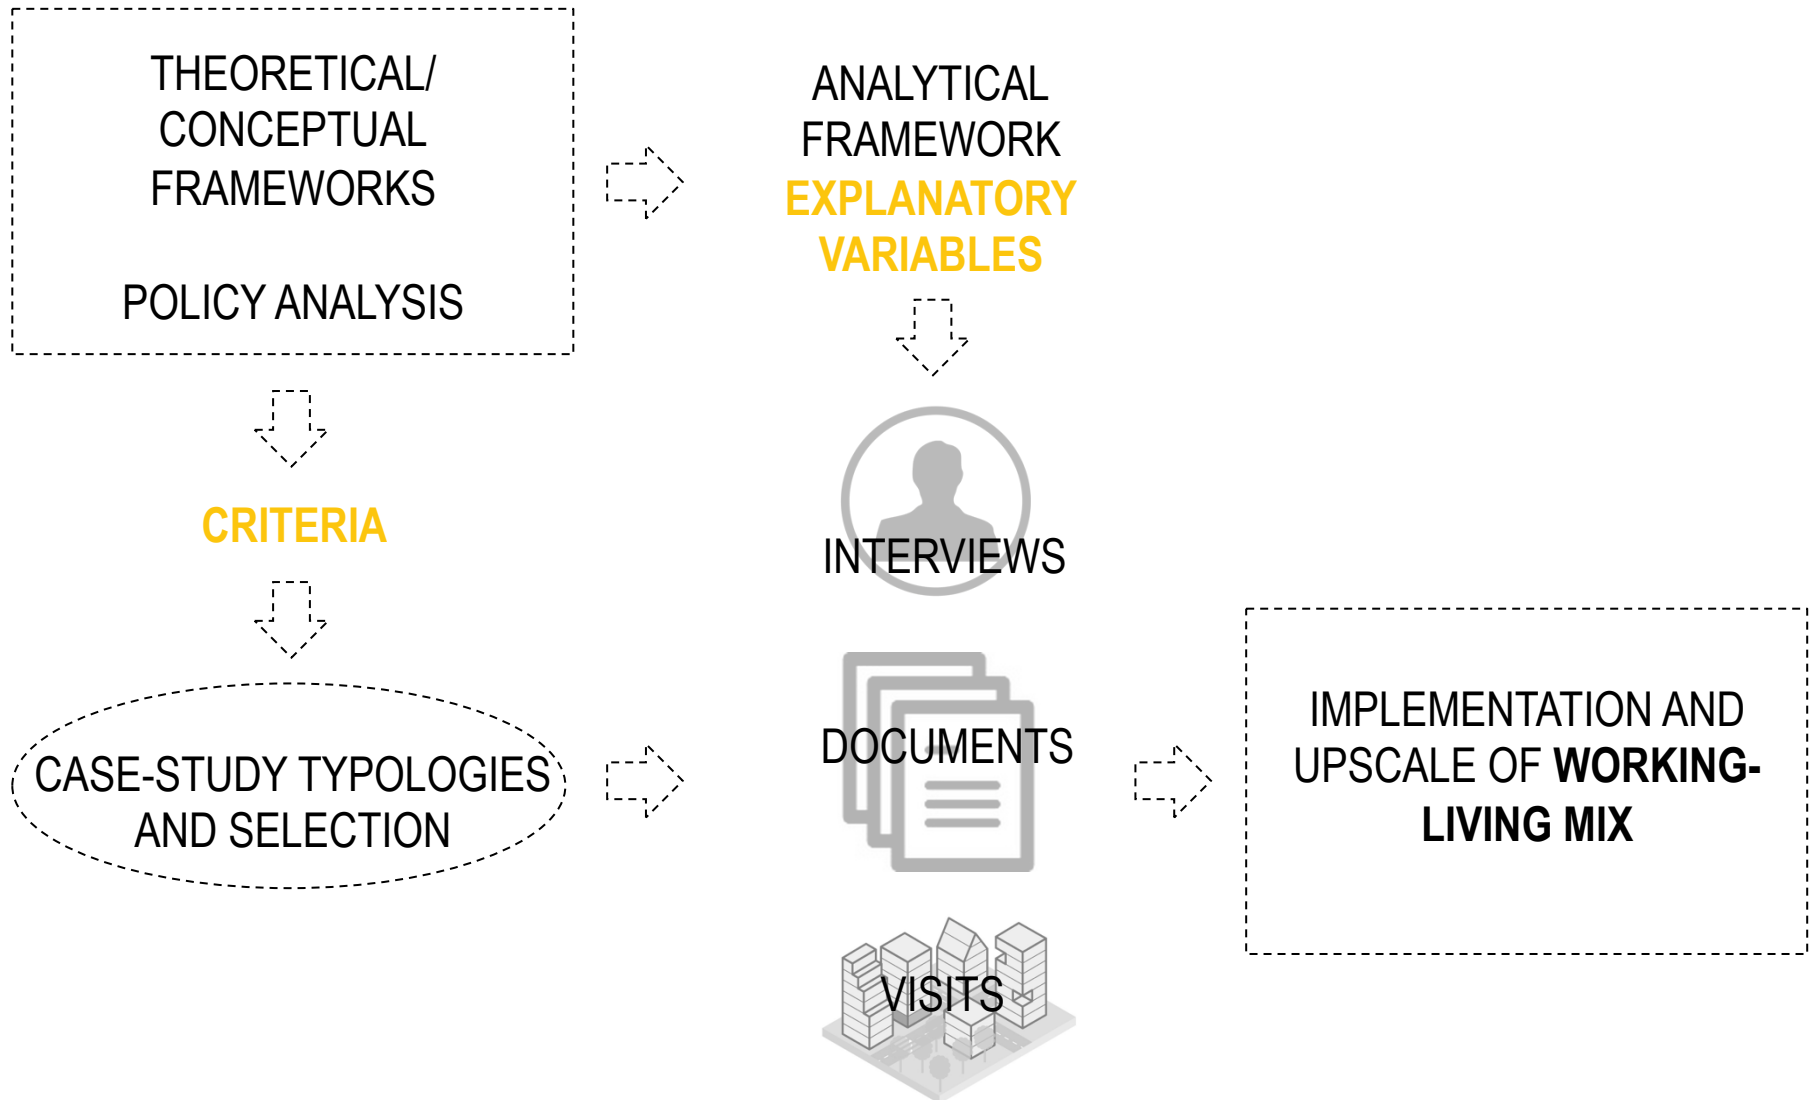 THEORETICAL/
CONCEPTUAL
FRAMEWORKS
POLICY ANALYSIS
ANALYTICAL
FRAMEWORK
EXPLANATORY
VARIABLES
CRITERIA
CASE-STUDY TYPOLOGIES
AND SELECTION
INTERVIEWS
DOCUMENTS
VISITS
IMPLEMENTATION AND
UPSCALE OF WORKING-
LIVING MIX